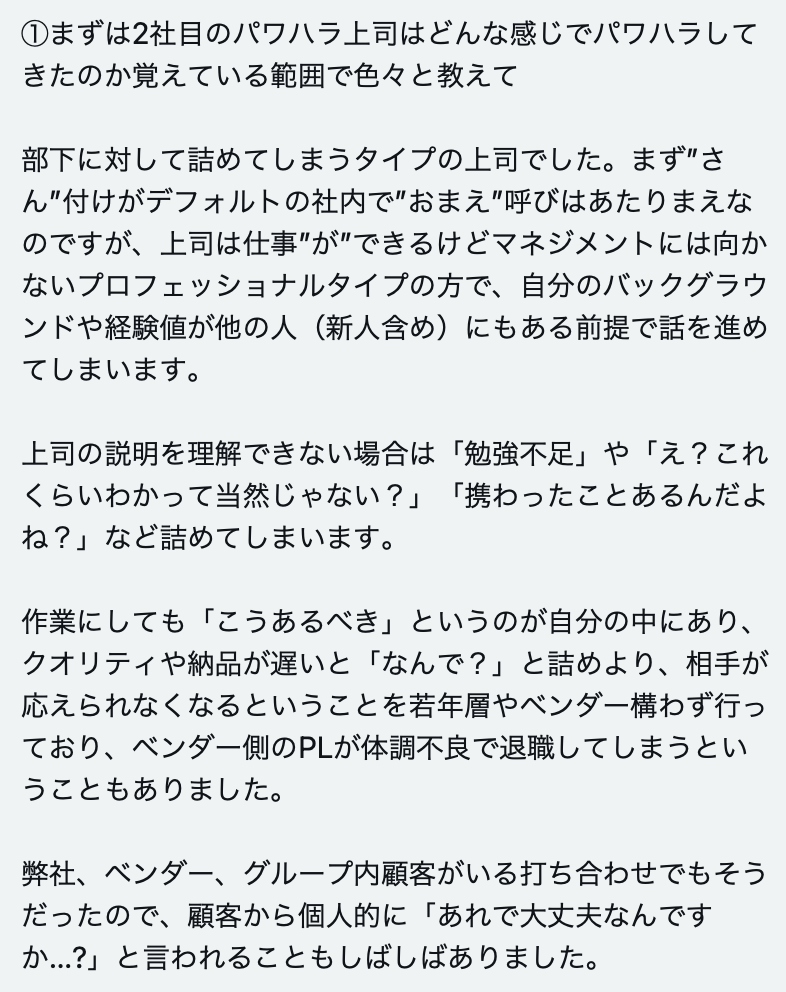 ①まずは2社目のパワハラ上司はどんな感じでパワハラして
きたのか覚えている範囲で色々と教えて
部下に対して詰めてしまうタイプの上司でした。まず”さ
ん”付けがデフォルトの社内で”おまえ”呼びはあたりまえな
のですが、上司は仕事”が”できるけどマネジメントには向か
ないプロフェッショナルタイプの方で、自分のバックグラウ
ンドや経験値が他の人（新人含め）にもある前提で話を進め
てしまいます。
上司の説明を理解できない場合は「勉強不足」や「え？これ
くらいわかって当然じゃない？」「携わったことあるんだよ
ね？」など詰めてしまいます。
作業にしても「こうあるべき」というのが自分の中にあり、
クオリティや納品が遅いと「なんで？」と詰めより、相手が
応えられなくなるということを若年層やベンダー構わず行っ
ており、ベンダー側のPLが体調不良で退職してしまうとい
うこともありました。
弊社、ベンダー、グループ内顧客がいる打ち合わせでもそう
だったので、顧客から個人的に「あれで大丈夫なんです
か...?」と言われることもしばしばありました。